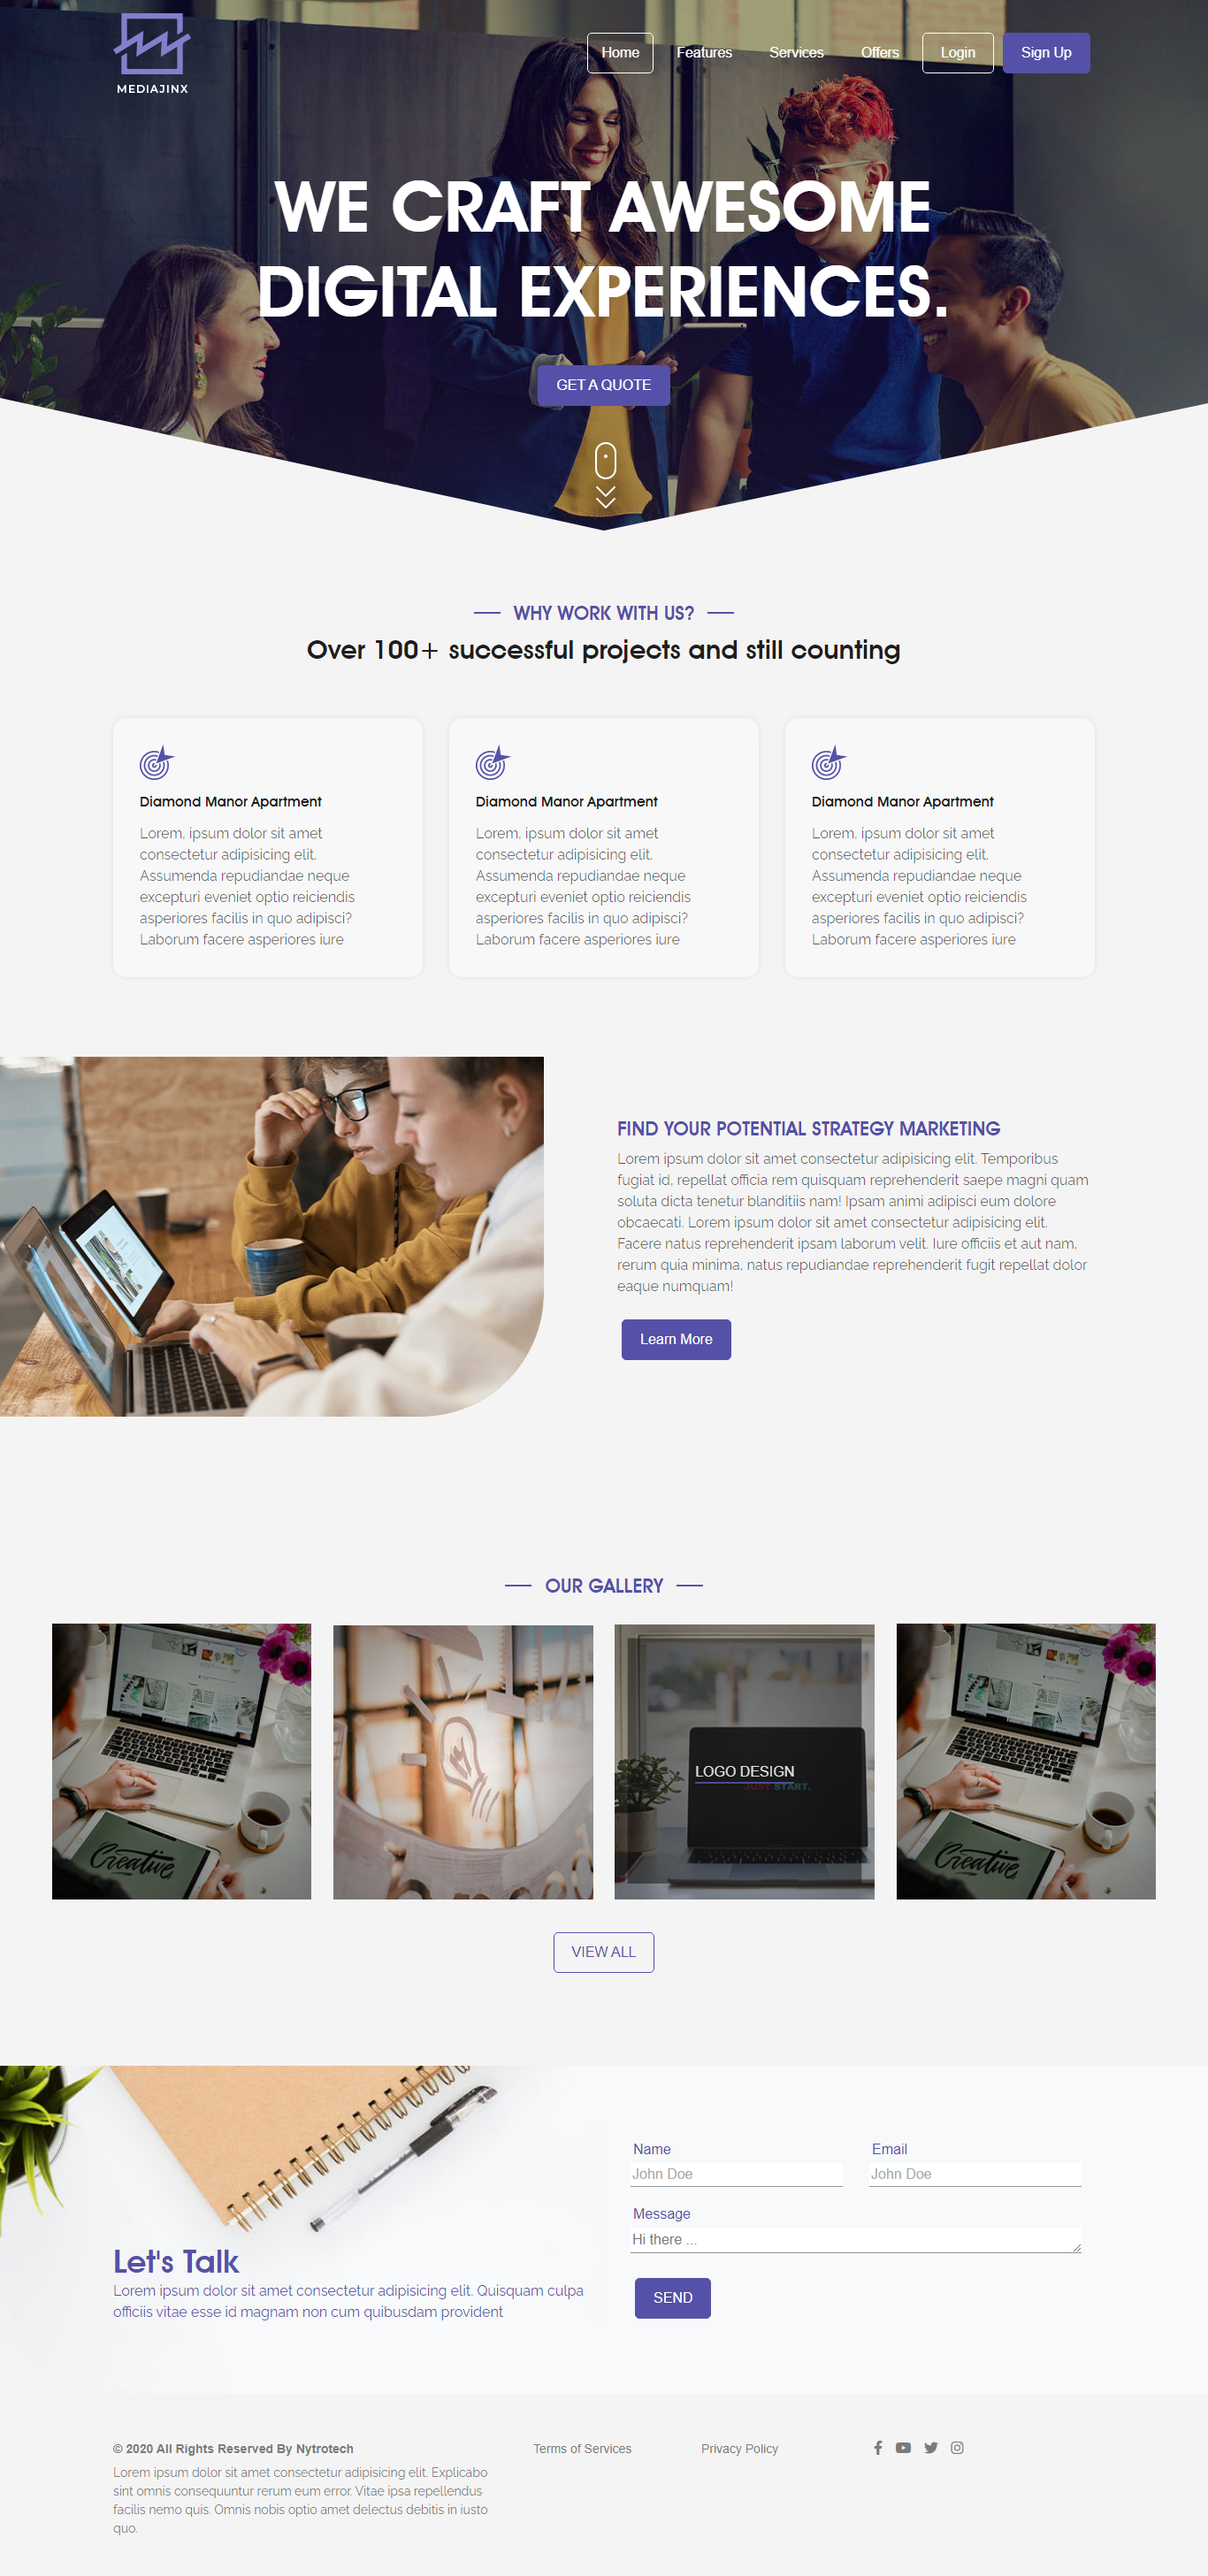 MEDIAJINX
Home Features Services Offers Login Sign Up
WE CRAFT AWESOME
DIGITAL EXPERIENCES.
GET A QUOTE
WHY WORK WITH US?
Over 100+ successful projects and still counting
Diamond Manor Apartment
Lorem, ipsum dolor sit amet
consectetur adipisicing elit.
Assumenda repudiandae neque
excepturi eveniet optio reiciendis
asperiores facilis in quo adipisci?
Laborum facere asperiores iure
Diamond Manor Apartment
Lorem, ipsum dolor sit amet
consectetur adipisicing elit.
Assumenda repudiandae neque
excepturi eveniet optio reiciendis
asperiores facilis in quo adipisci?
Laborum facere asperiores iure
Diamond Manor Apartment
Lorem, ipsum dolor sit amet
consectetur adipisicing elit.
Assumenda repudiandae neque
excepturi eveniet optio reiciendis
asperiores facilis in quo adipisci?
Laborum facere asperiores iure
FIND YOUR POTENTIAL STRATEGY MARKETING
Lorem ipsum dolor sit amet consectetur adipisicing elit. Temporibus
fugiat id, repellat officia rem quisquam reprehenderit saepe magni quam
soluta dicta tenetur blanditiis nam! Ipsam animi adipisci eum dolore
obcaecati. Lorem ipsum dolor sit amet consectetur adipisicing elit.
Facere natus reprehenderit ipsam laborum velit. Iure officiis et aut nam,
rerum quia minima, natus repudiandae reprehenderit fugit repellat dolor
eaque numquam!
Learn More
OUR GALLERY
Creative
LOGO DESIGN
JUST START.
Creative
VIEW ALL
Let's Talk
Lorem ipsum dolor sit amet consectetur adipisicing elit. Quisquam culpa
officiis vitae esse id magnam non cum quibusdam provident
Name
John Doe
Email
John Doe
Message
Hi there ...
SEND
© 2020 All Rights Reserved By Nytrotech
Lorem ipsum dolor sit amet consectetur adipisicing elit. Explicabo
sint omnis consequuntur rerum eum error. Vitae ipsa repellendus
facilis nemo quis. Omnis nobis optio amet delectus debitis in iusto
quo.
Terms of Services
Privacy Policy